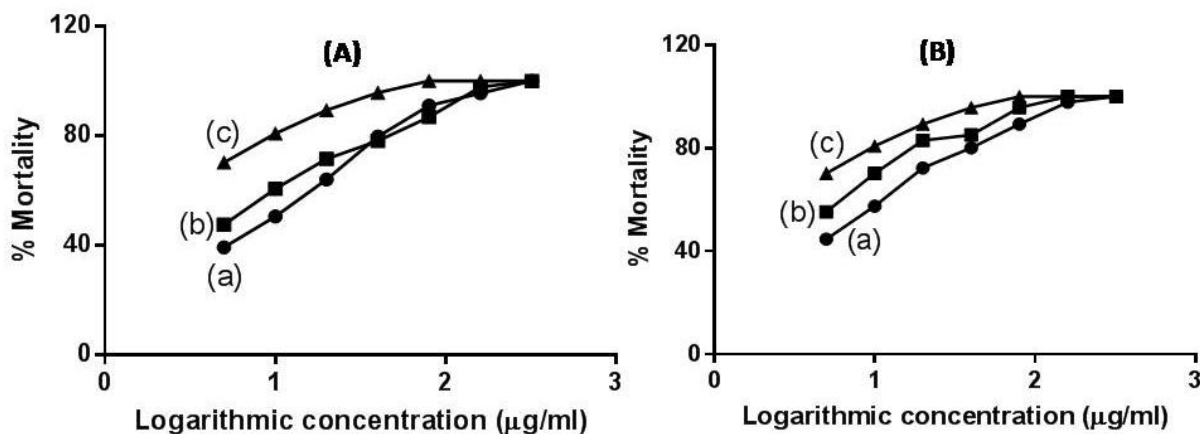 (A)
120
80
40
0
% Mortality
(c)
(b)
(a)
0 1 2 3
Logarithmic concentration (μg/ml)
(B)
120
80
40
0
% Mortality
(c)
(b)
(a)
0 1 2 3
Logarithmic concentration (μg/ml)